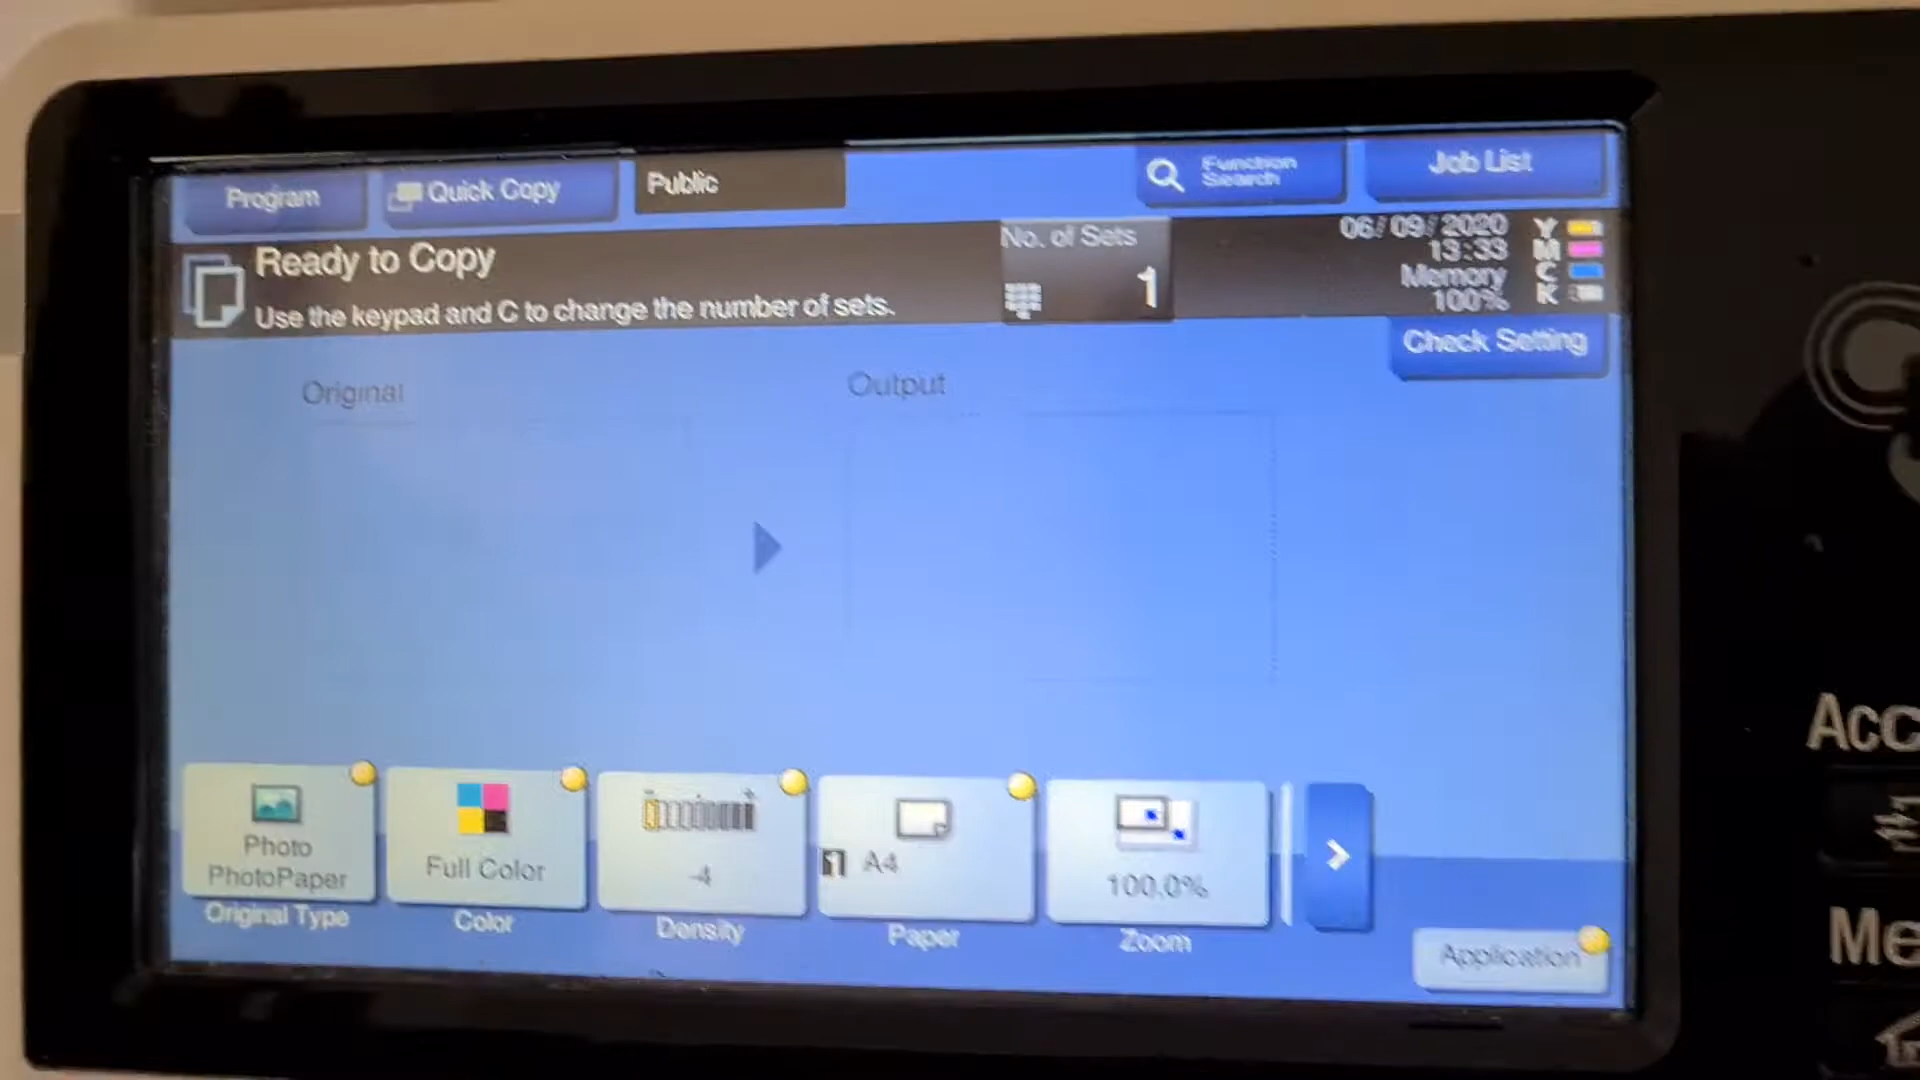 Program
Quick Copy
Public
Function Search
Job List
Ready to Copy
Use the keypad and C to change the number of sets.
No. of Sets
1
06/09/2020
13:33
Memory
100%
Y
M
C
K
Check Setting
Original
Output
Photo
PhotoPaper
Original Type
Full Color
Color
-4
Density
1 A4
Paper
100.0%
Zoom
Application
Acc
Me